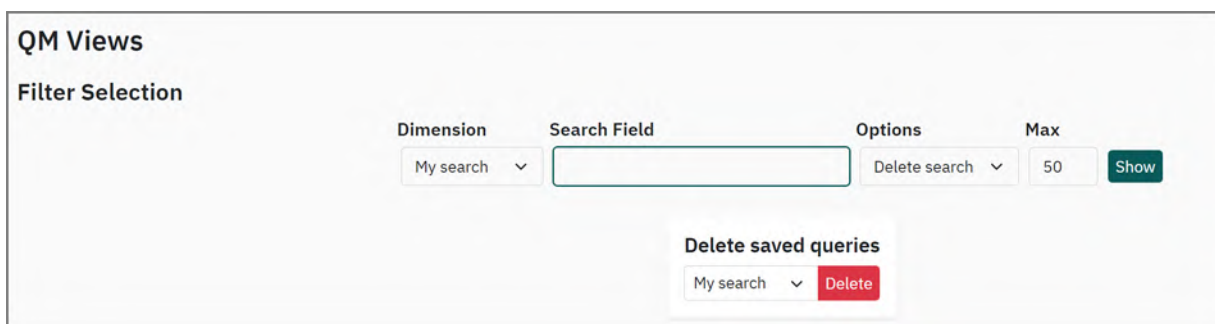 QM Views
Filter Selection
Dimension Search Field Options Max
My search Delete search 50 Show
Delete saved queries
My search Delete